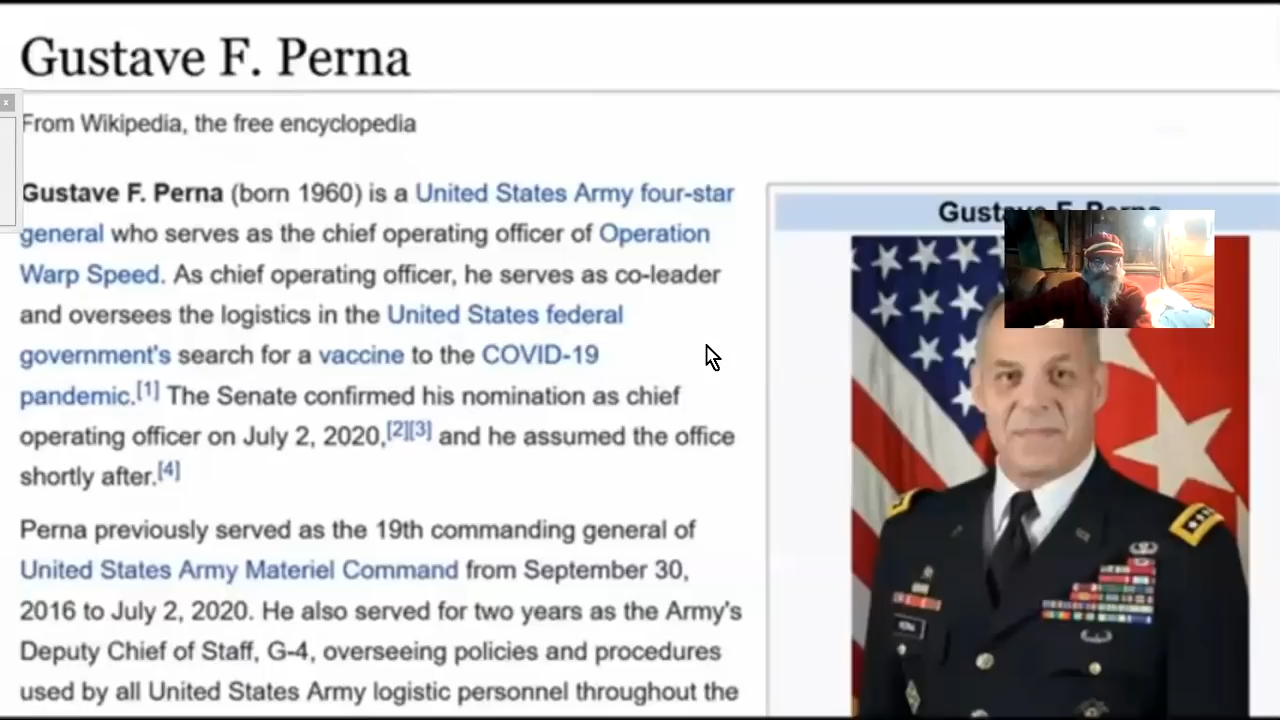 Gustave F. Perna
From Wikipedia, the free encyclopedia
Gustave F. Perna (born 1960) is a United States Army four-star
general who serves as the chief operating officer of Operation
Warp Speed. As chief operating officer, he serves as co-leader
and oversees the logistics in the United States federal
government's search for a vaccine to the COVID-19
pandemic.[1] The Senate confirmed his nomination as chief
operating officer on July 2, 2020,[2][3] and he assumed the office
shortly after.[4]
Perna previously served as the 19th commanding general of
United States Army Materiel Command from September 30,
2016 to July 2, 2020. He also served for two years as the Army's
Deputy Chief of Staff, G-4, overseeing policies and procedures
used by all United States Army logistic personnel throughout the
Gustave F. Perna
PERNA
x